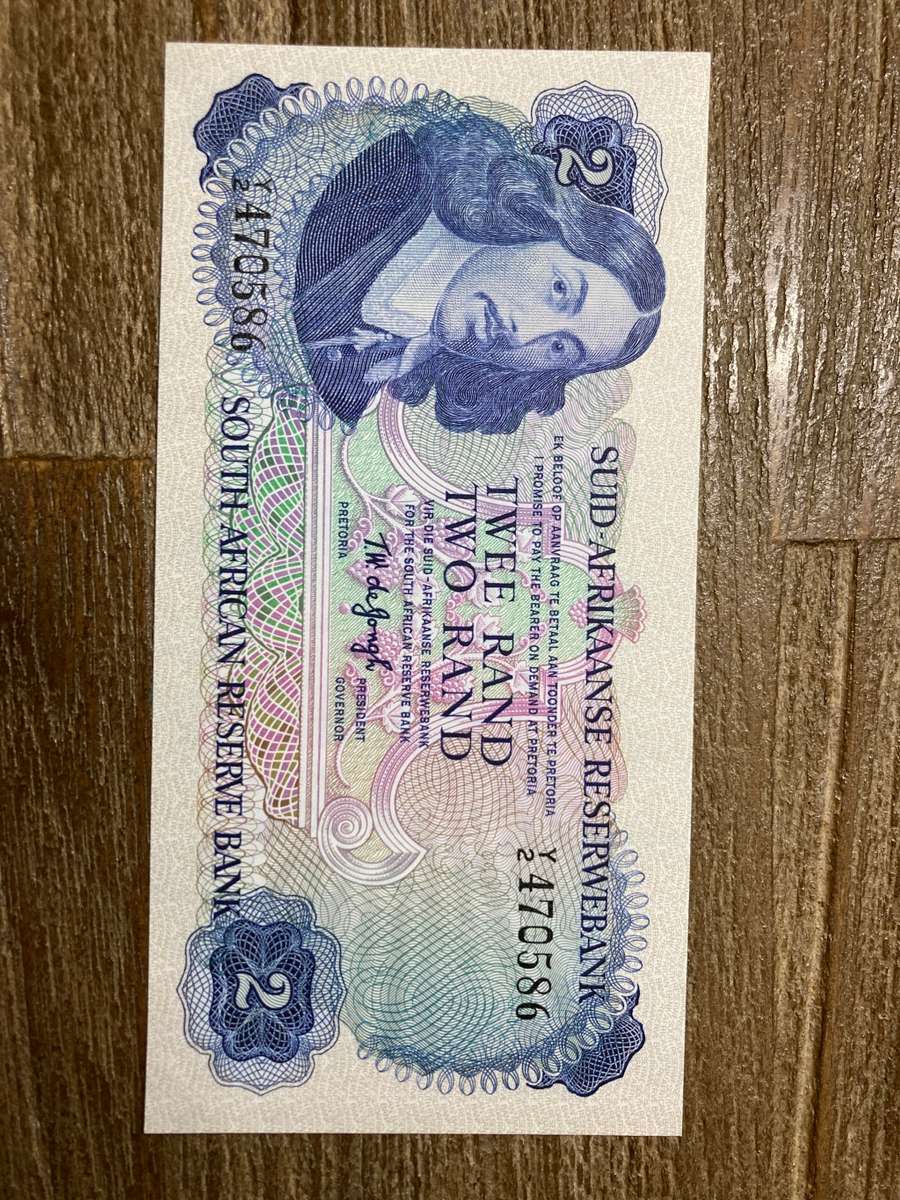 2
SUID-AFRIKAANSE RESERWEBANK
EK BELOOF OP AANVRAAG TE BETAAL AAN TOONDER TE PRETORIA
I PROMISE TO PAY THE BEARER ON DEMAND AT PRETORIA
Y/2 470586
TWEE RAND
TWO RAND
VIR DIE SUID-AFRIKAANSE RESERWEBANK
FOR THE SOUTH AFRICAN RESERVE BANK
T.W. de Jongh
PRESIDENT
PRETORIA
GOVERNOR
Y/2 470586
SOUTH AFRICAN RESERVE BANK
2